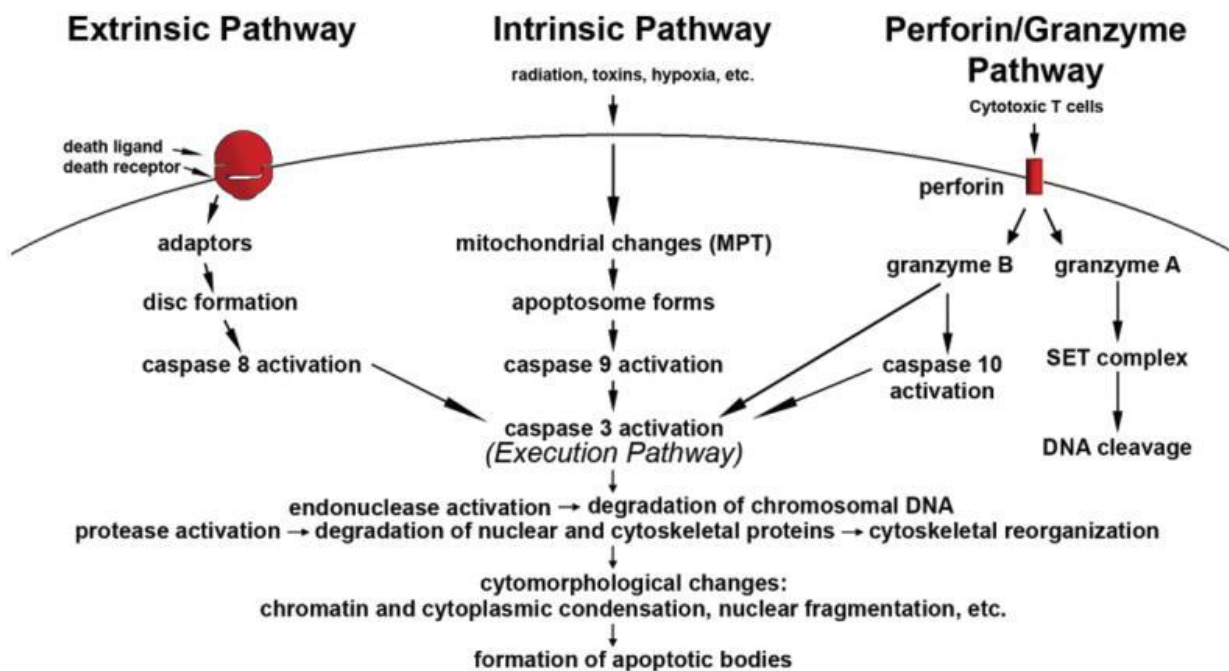 Extrinsic Pathway
Intrinsic Pathway
Perforin/Granzyme
Pathway
radiation, toxins, hypoxia, etc.
Cytotoxic T cells
death ligand
death receptor
perforin
adaptors
mitochondrial changes (MPT)
granzyme B
granzyme A
disc formation
apoptosome forms
caspase 8 activation
caspase 9 activation
caspase 10
activation
SET complex
caspase 3 activation
(Execution Pathway)
DNA cleavage
endonuclease activation → degradation of chromosomal DNA
protease activation → degradation of nuclear and cytoskeletal proteins → cytoskeletal reorganization
cytomorphological changes:
chromatin and cytoplasmic condensation, nuclear fragmentation, etc.
formation of apoptotic bodies